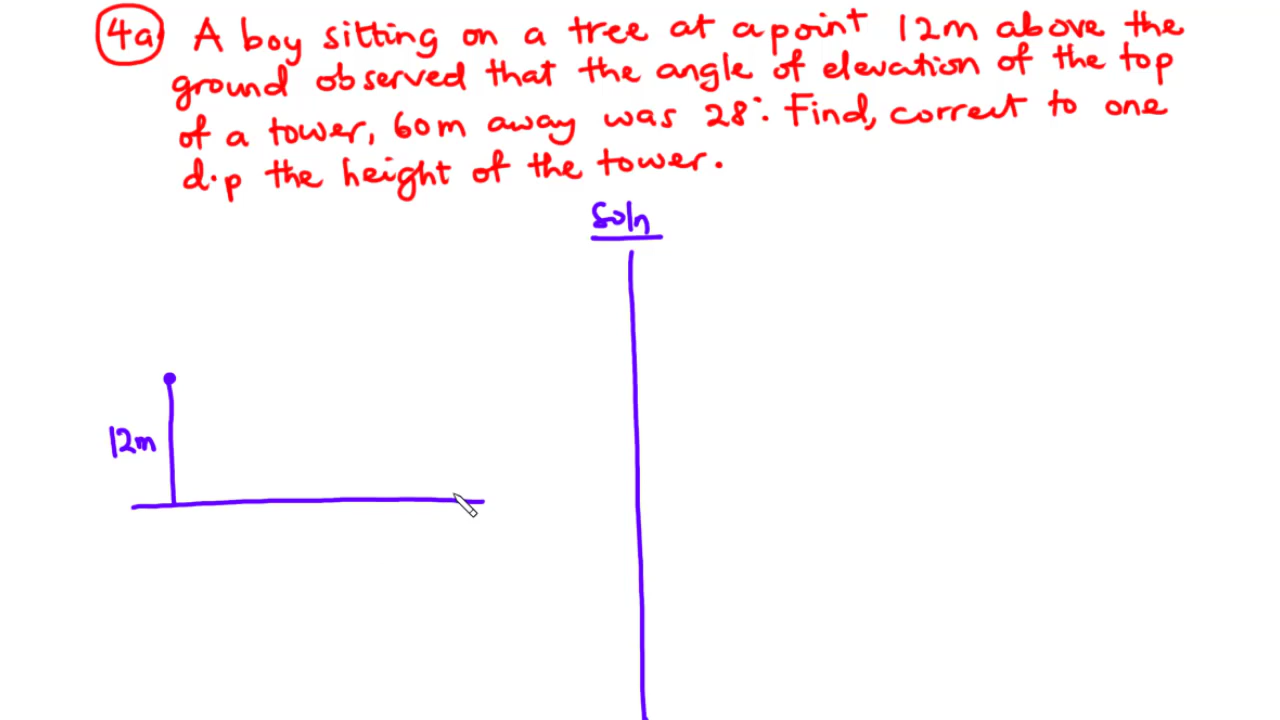 4a A boy sitting on a tree at a point 12m above the
ground observed that the angle of elevation of the top
of a tower, 60m away was 28°. Find, correct to one
d.p the height of the tower.
Soln
12m